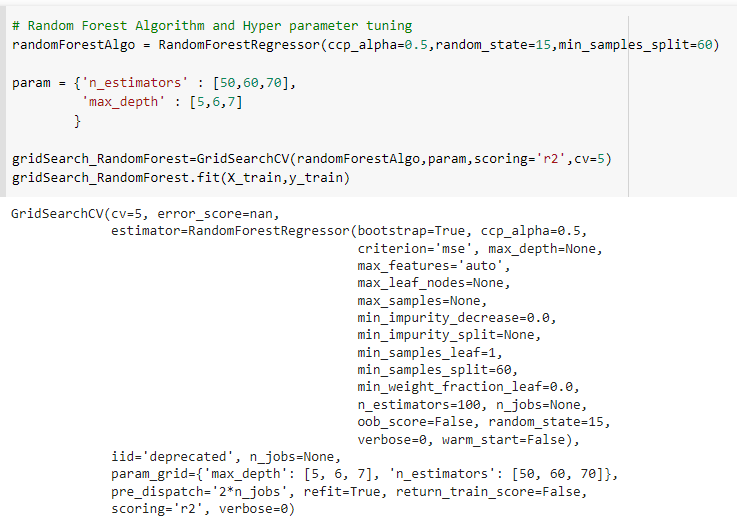 # Random Forest Algorithm and Hyper parameter tuning
randomForestAlgo = RandomForestRegressor(ccp_alpha=0.5,random_state=15,min_samples_split=60)
param = {'n_estimators' : [50,60,70],
'max_depth' : [5,6,7]
}
gridSearch_RandomForest=GridSearchCV(randomForestAlgo,param,scoring='r2',cv=5)
gridSearch_RandomForest.fit(X_train,y_train)
GridSearchCV(cv=5, error_score=nan,
estimator=RandomForestRegressor(bootstrap=True, ccp_alpha=0.5,
criterion='mse', max_depth=None,
max_features='auto',
max_leaf_nodes=None,
max_samples=None,
min_impurity_decrease=0.0,
min_impurity_split=None,
min_samples_leaf=1,
min_samples_split=60,
min_weight_fraction_leaf=0.0,
n_estimators=100, n_jobs=None,
oob_score=False, random_state=15,
verbose=0, warm_start=False),
iid='deprecated', n_jobs=None,
param_grid={'max_depth': [5, 6, 7], 'n_estimators': [50, 60, 70]},
pre_dispatch='2*n_jobs', refit=True, return_train_score=False,
scoring='r2', verbose=0)